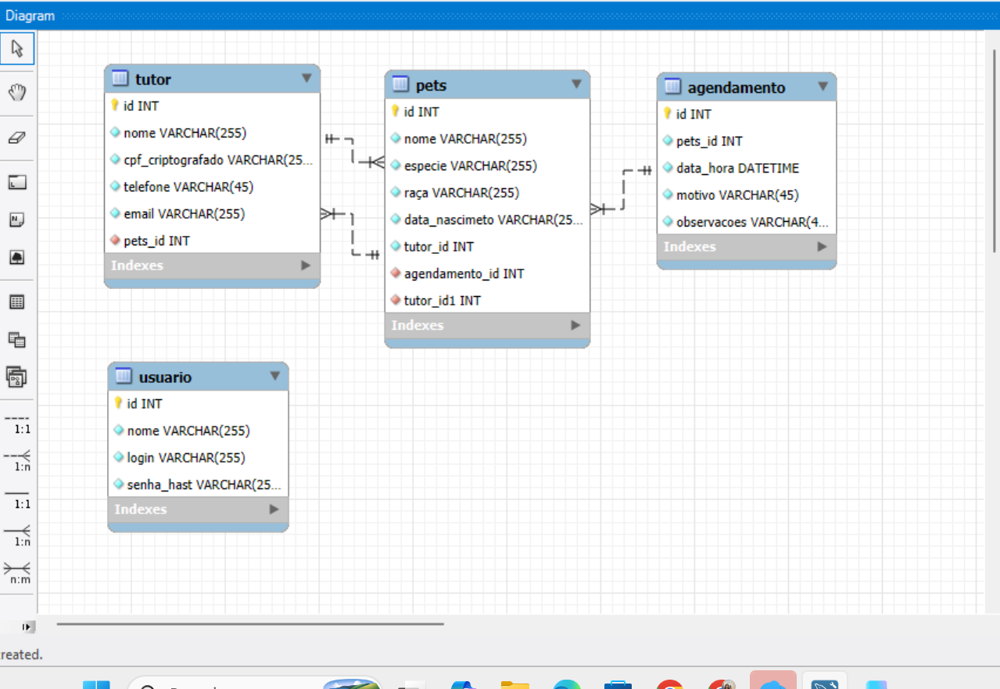 Diagram
tutor
id INT
nome VARCHAR(255)
cpf_criptografado VARCHAR(25...
telefone VARCHAR(45)
email VARCHAR(255)
pets_id INT
Indexes
pets
id INT
nome VARCHAR(255)
especie VARCHAR(255)
raça VARCHAR(255)
data_nascimeto VARCHAR(25...
tutor_id INT
agendamento_id INT
tutor_id1 INT
Indexes
agendamento
id INT
pets_id INT
data_hora DATETIME
motivo VARCHAR(45)
observacoes VARCHAR(4...
Indexes
usuario
id INT
nome VARCHAR(255)
login VARCHAR(255)
senha_hast VARCHAR(25...
Indexes
1:1
1:n
1:1
1:n
n:m
reated.